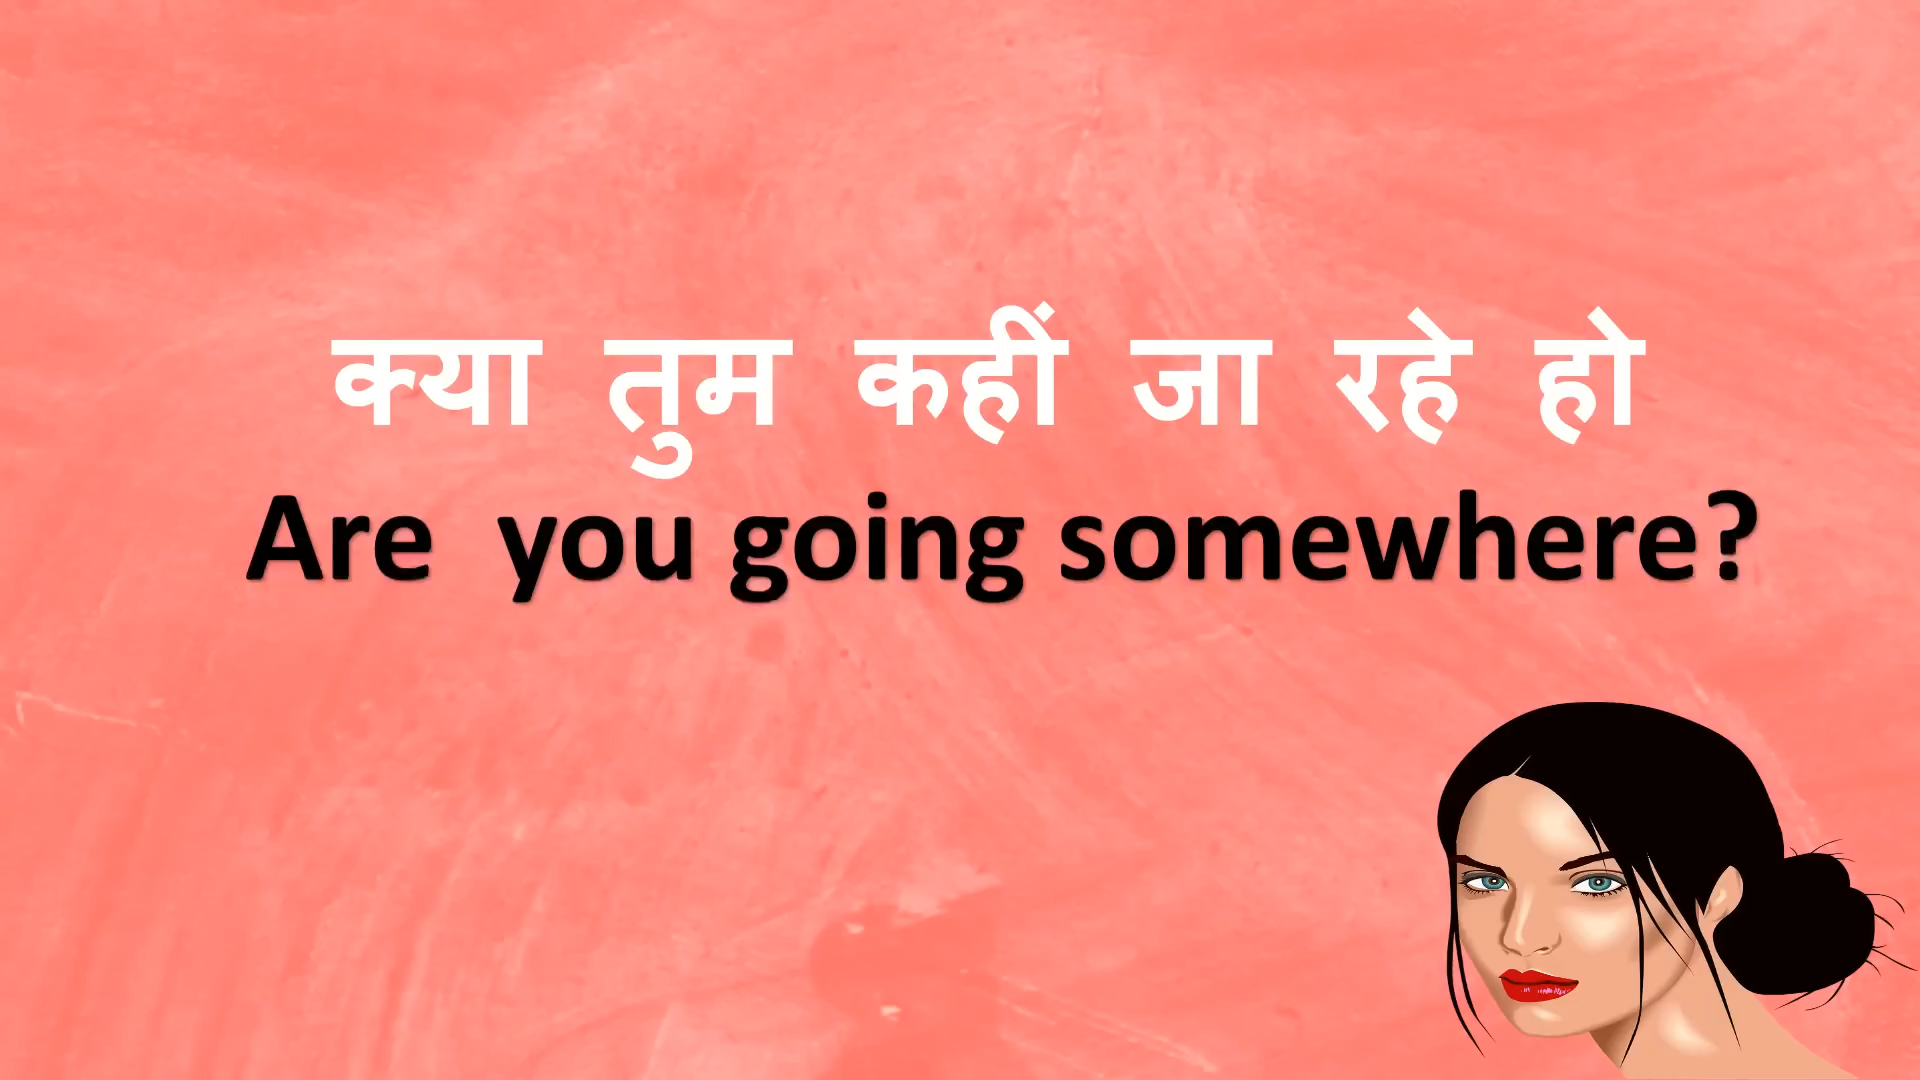 क्या तुम कहीं जा रहे हो
Are you going somewhere?